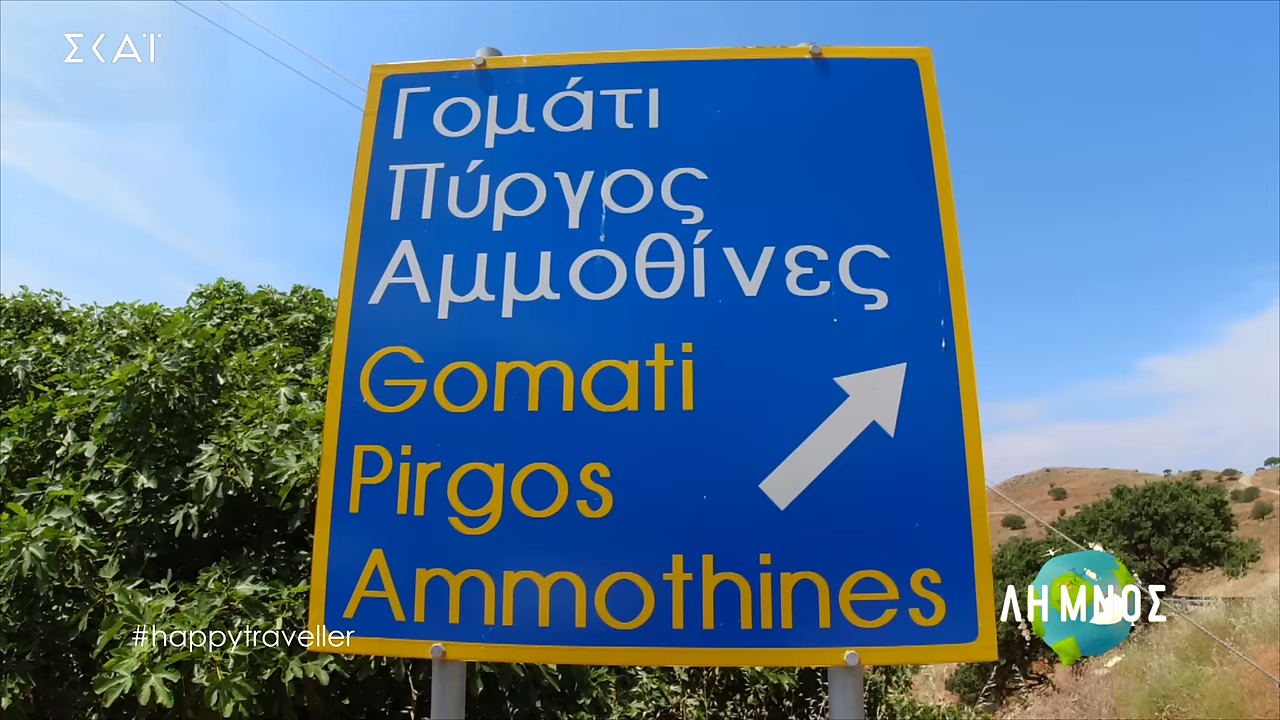 ΣΚΑΪ
Γομάτι
Πύργος
Αμμοθίνες
Gomati
Pirgos
Ammothines
#happytraveller
ΛΗΜΝΟΣ